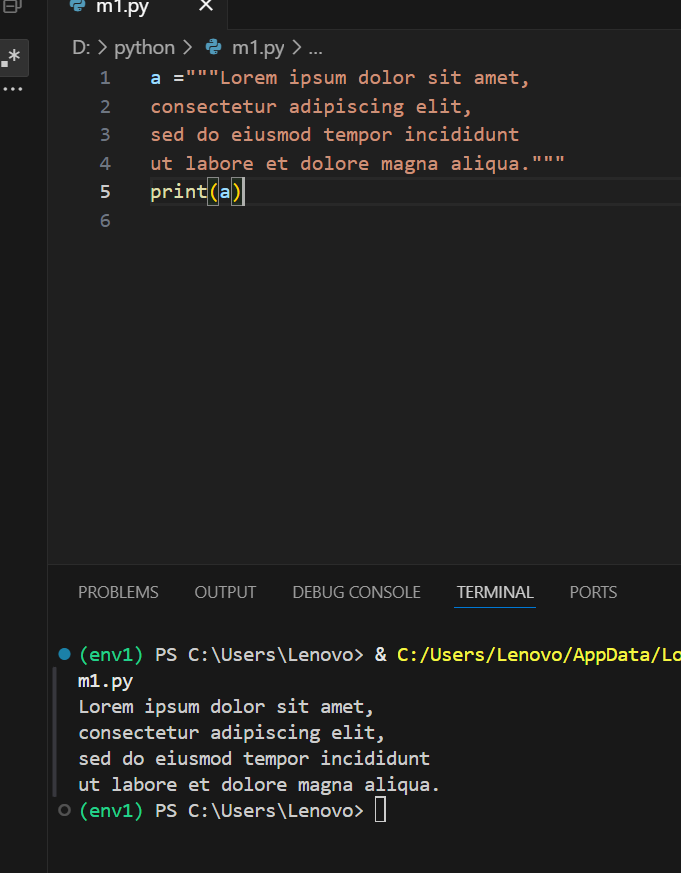 m1.py
D: > python > m1.py > ...
1 a ="""Lorem ipsum dolor sit amet,
2 consectetur adipiscing elit,
3 sed do eiusmod tempor incididunt
4 ut labore et dolore magna aliqua."""
5 print(a)
6
PROBLEMS OUTPUT DEBUG CONSOLE TERMINAL PORTS
(env1) PS C:\Users\Lenovo> & C:/Users/Lenovo/AppData/Lo
m1.py
Lorem ipsum dolor sit amet,
consectetur adipiscing elit,
sed do eiusmod tempor incididunt
ut labore et dolore magna aliqua.
(env1) PS C:\Users\Lenovo>